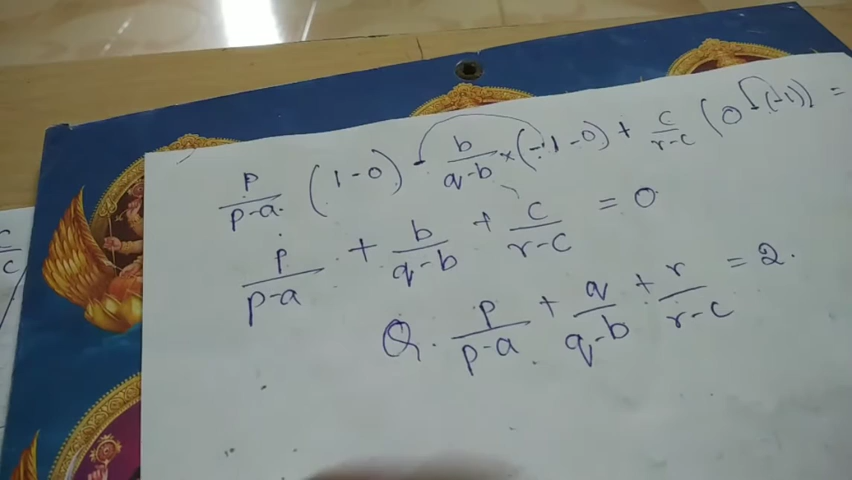 p/(p-a) (1-0) - b/(q-b) × (-1-0) + c/(r-c) (0-(-1)) =
p/(p-a) + b/(q-b) + c/(r-c) = 0
Q. p/(p-a) + q/(q-b) + r/(r-c) = 2.
c/c